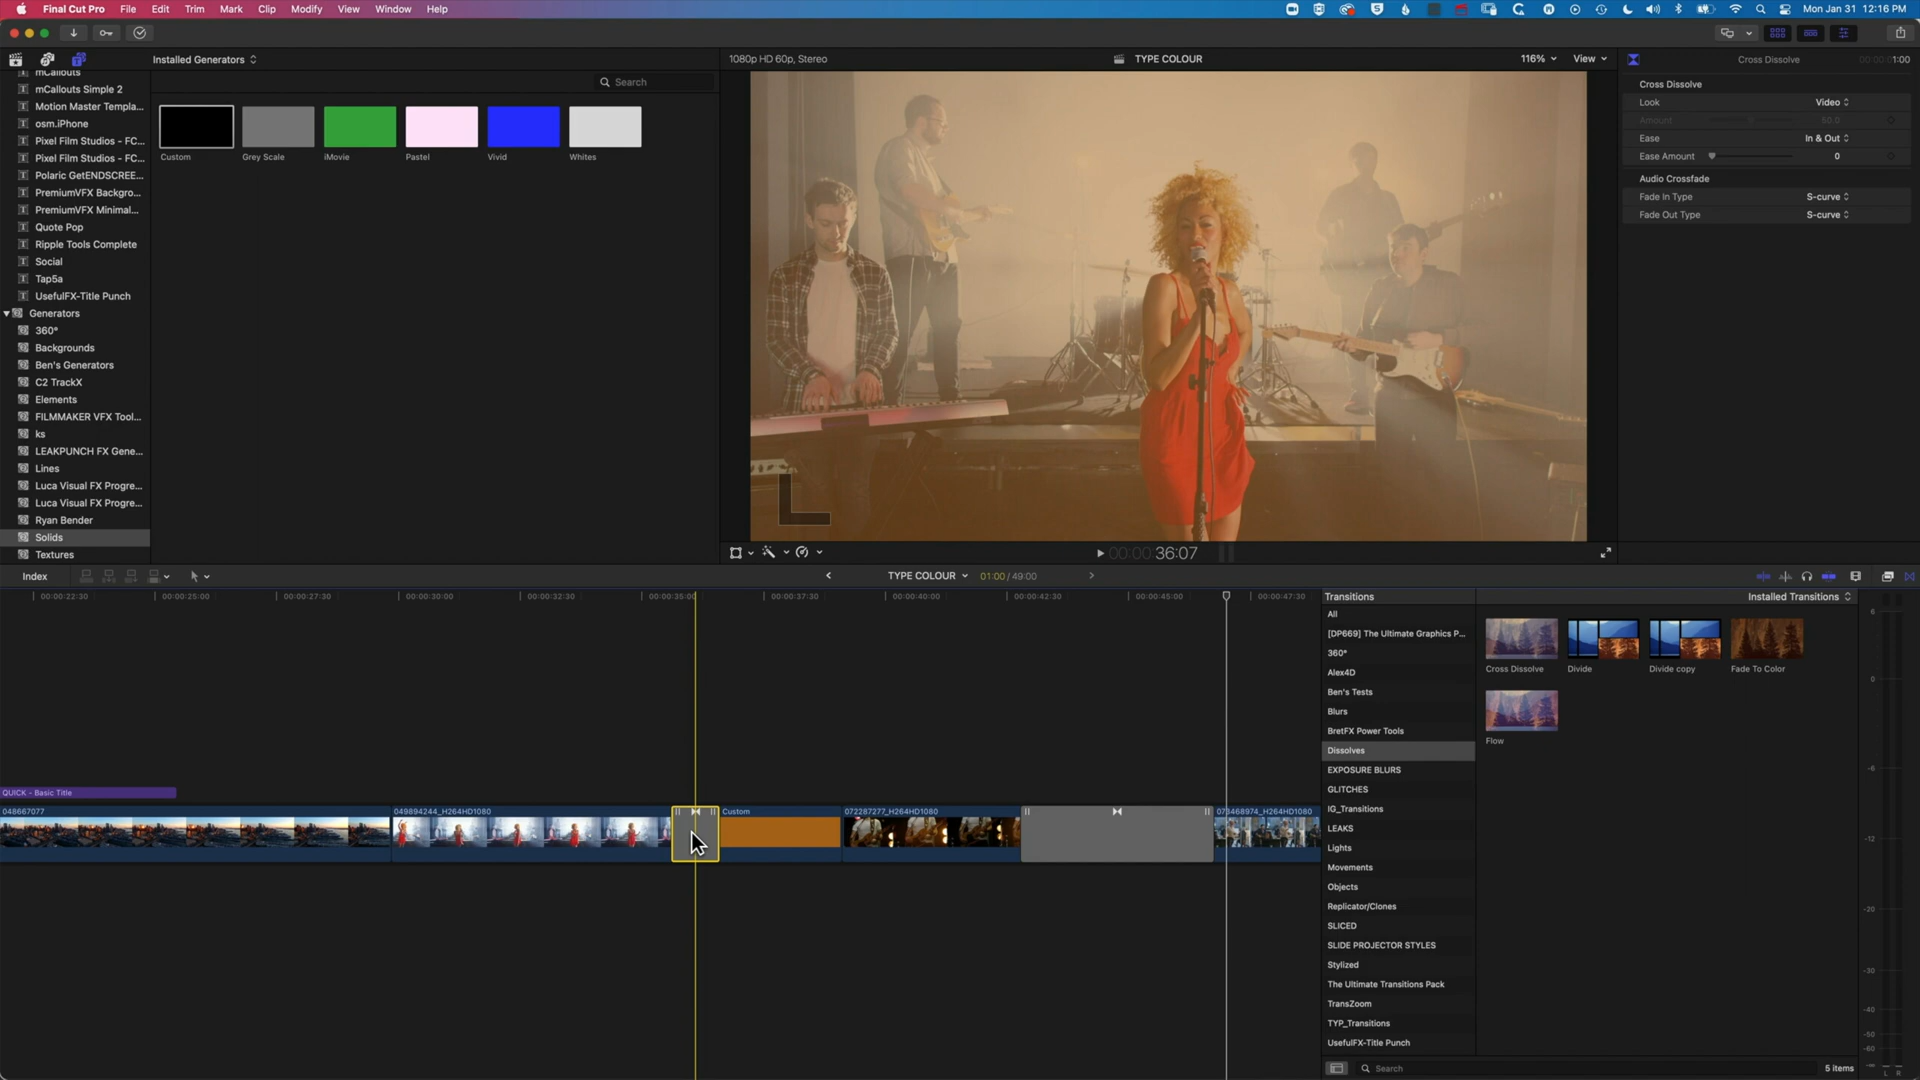 Final Cut Pro File Edit Trim Mark Clip Modify View Window Help
Mon Jan 31 12:16 PM
Installed Generators
1080p HD 60p, Stereo
TYPE COLOUR
116%
View
Cross Dissolve
1:00
Search
mCallouts
mCallouts Simple 2
Motion Master Templa...
osm.iPhone
Pixel Film Studios - FC...
Pixel Film Studios - FC...
Polaric GetENDSCREE...
PremiumVFX Backgro...
PremiumVFX Minimal...
Quote Pop
Ripple Tools Complete
Social
Tap5a
UsefulFX-Title Punch
Generators
360°
Backgrounds
Ben's Generators
C2 TrackX
Elements
FILMMAKER VFX Tool...
ks
LEAKPUNCH FX Gene...
Lines
Luca Visual FX Progre...
Luca Visual FX Progre...
Ryan Bender
Solids
Textures
Custom
Grey Scale
iMovie
Pastel
Vivid
Whites
Cross Dissolve
Look Video
Amount 50.0
Ease In & Out
Ease Amount 0
Audio Crossfade
Fade In Type S-curve
Fade Out Type S-curve
00:00:36:07
Index
TYPE COLOUR
01:00 / 49:00
00:00:22:30
00:00:25:00
00:00:27:30
00:00:30:00
00:00:32:30
00:00:35:00
00:00:37:30
00:00:40:00
00:00:42:30
00:00:45:00
00:00:47:30
QUICK - Basic Title
048667077
049894244_H264HD1080
Custom
072287277_H264HD1080
073468974_H264HD1080
Transitions
Installed Transitions
All
[DP669] The Ultimate Graphics P...
360°
Alex4D
Ben's Tests
Blurs
BretFX Power Tools
Dissolves
EXPOSURE BLURS
GLITCHES
IG_Transitions
LEAKS
Lights
Movements
Objects
Replicator/Clones
SLICED
SLIDE PROJECTOR STYLES
Stylized
The Ultimate Transitions Pack
TransZoom
TYP_Transitions
UsefulFX-Title Punch
Cross Dissolve
Divide
Divide copy
Fade To Color
Flow
Search
5 items
6
0
-6
-12
-20
-30
-40
-50
-60
L R